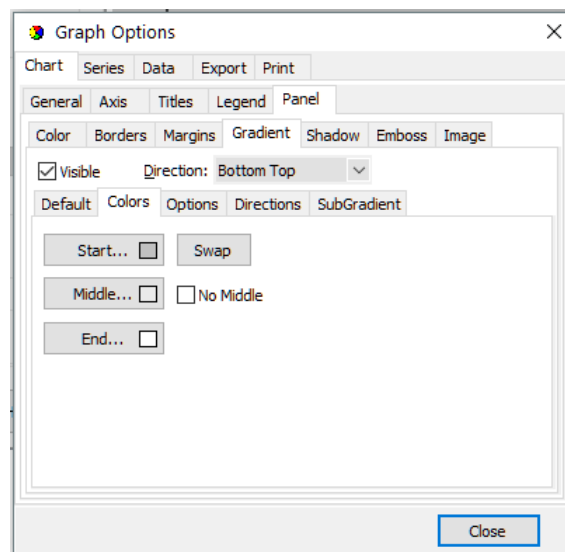 Graph Options
Chart Series Data Export Print
General Axis Titles Legend Panel
Color Borders Margins Gradient Shadow Emboss Image
Visible Direction: Bottom Top
Default Colors Options Directions SubGradient
Start... Swap
Middle... No Middle
End...
Close